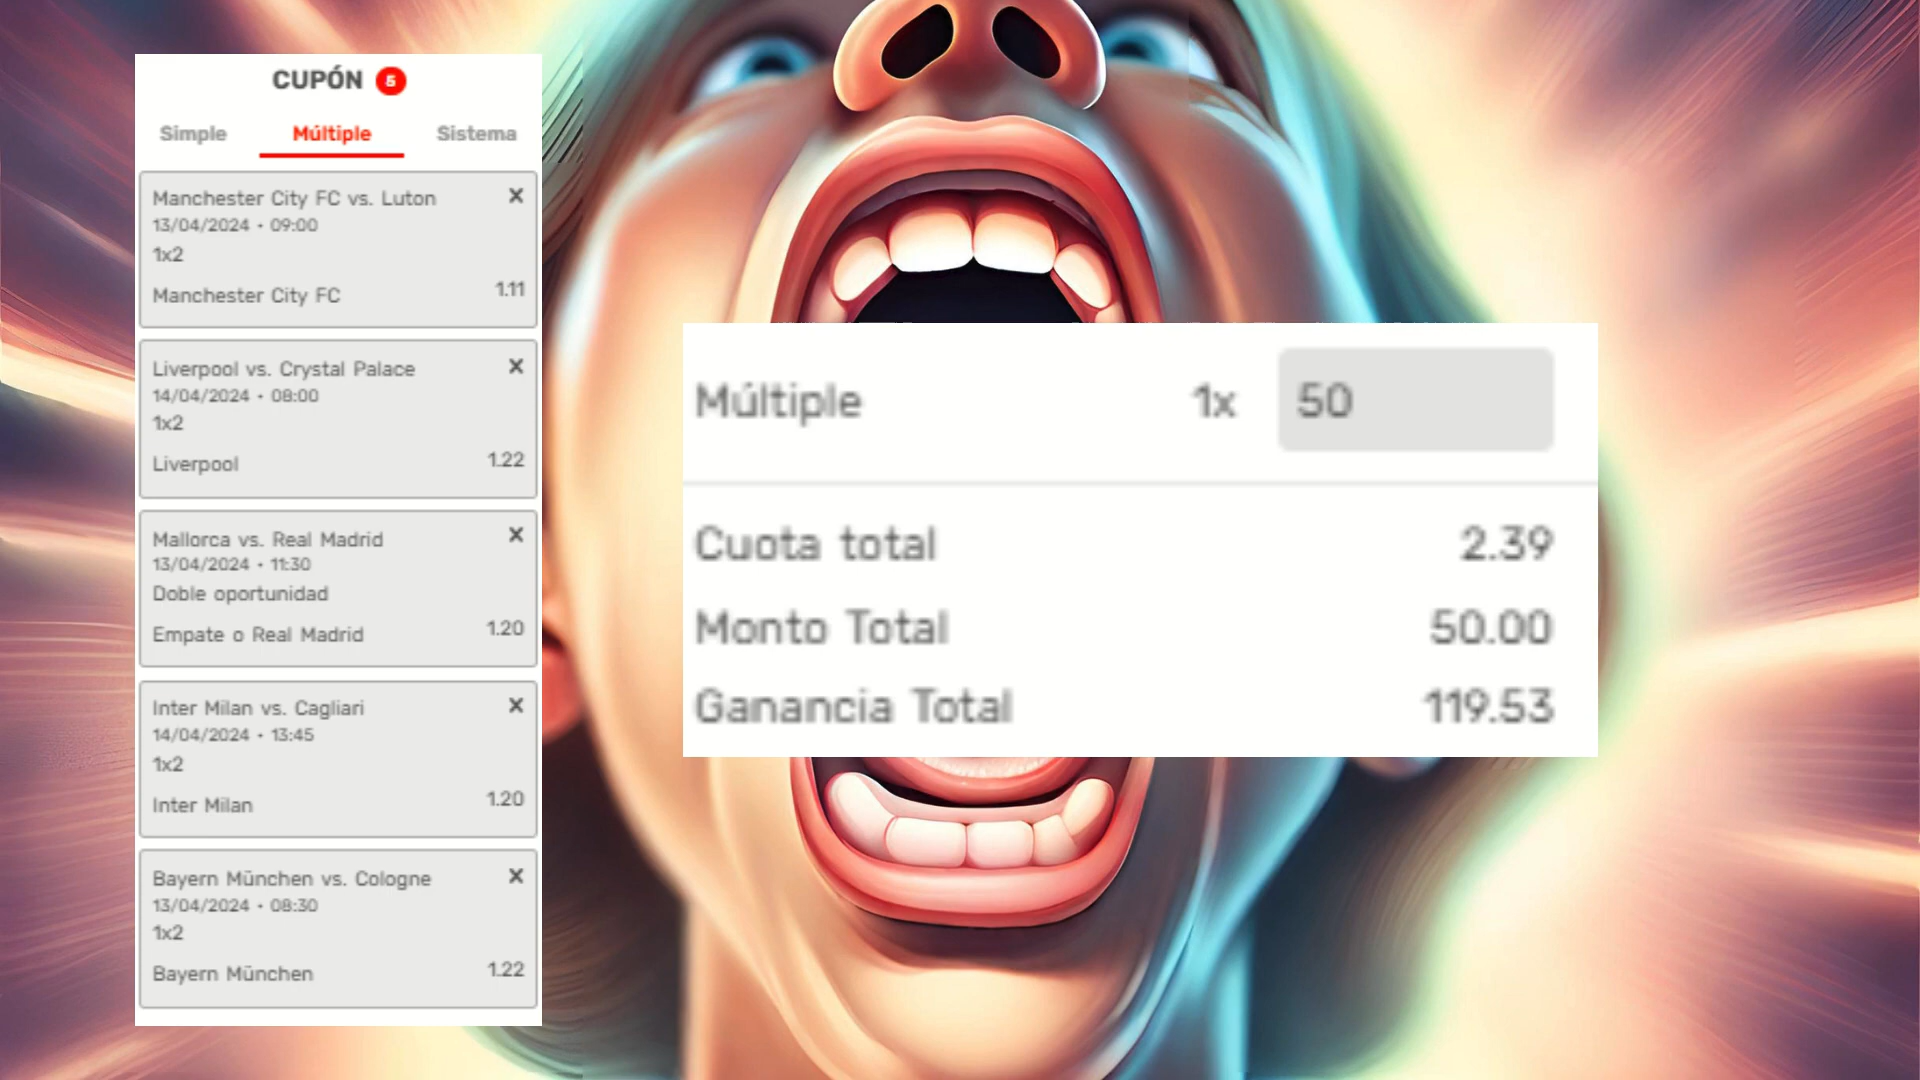 CUPÓN 5
Simple Múltiple Sistema
Manchester City FC vs. Luton X
13/04/2024 • 09:00
1x2
Manchester City FC 1.11
Liverpool vs. Crystal Palace X
14/04/2024 • 08:00
1x2
Liverpool 1.22
Mallorca vs. Real Madrid X
13/04/2024 • 11:30
Doble oportunidad
Empate o Real Madrid 1.20
Inter Milan vs. Cagliari X
14/04/2024 • 13:45
1x2
Inter Milan 1.20
Bayern München vs. Cologne X
13/04/2024 • 08:30
1x2
Bayern München 1.22
Múltiple 1x 50
Cuota total 2.39
Monto Total 50.00
Ganancia Total 119.53